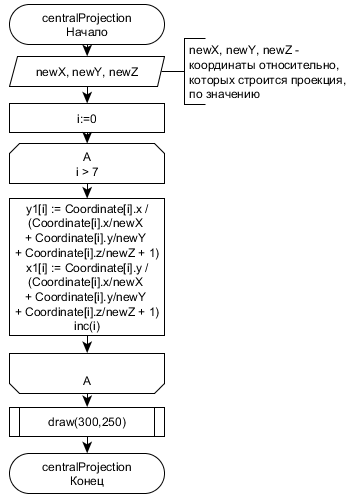 centralProjection
Начало
newX, newY, newZ
newX, newY, newZ -
координаты относительно,
которых строится проекция,
по значению
i:=0
A
i > 7
y1[i] := Coordinate[i].x /
(Coordinate[i].x/newX
+ Coordinate[i].y/newY
+ Coordinate[i].z/newZ + 1)
x1[i] := Coordinate[i].y /
(Coordinate[i].x/newX
+ Coordinate[i].y/newY
+ Coordinate[i].z/newZ + 1)
inc(i)
A
draw(300,250)
centralProjection
Конец